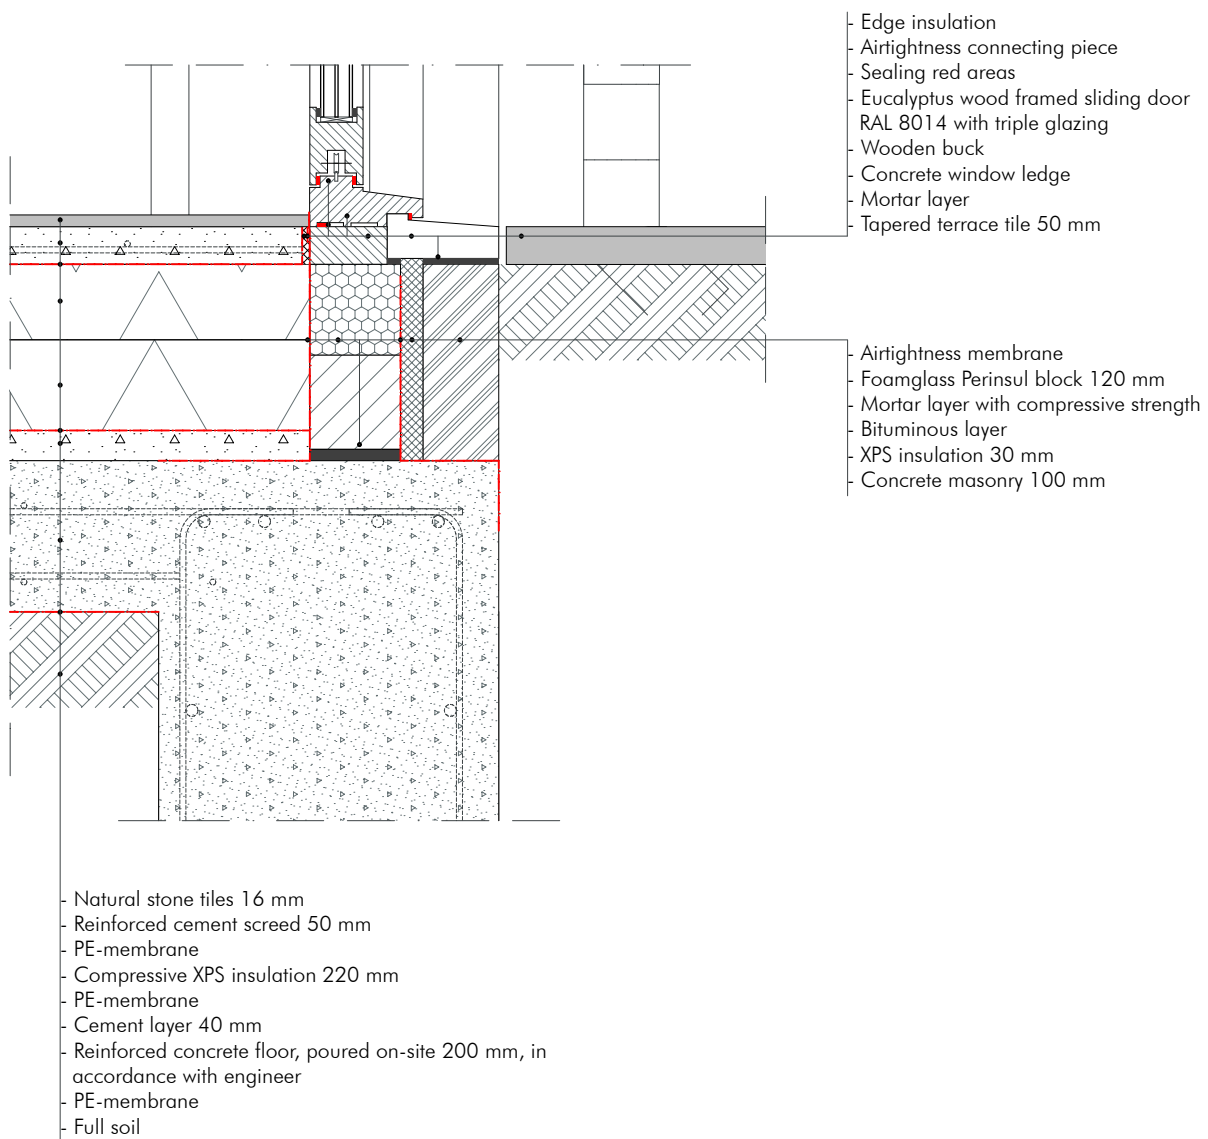 - Edge insulation
- Airtightness connecting piece
- Sealing red areas
- Eucalyptus wood framed sliding door
RAL 8014 with triple glazing
- Wooden buck
- Concrete window ledge
- Mortar layer
- Tapered terrace tile 50 mm
- Airtightness membrane
- Foamglass Perinsul block 120 mm
- Mortar layer with compressive strength
- Bituminous layer
- XPS insulation 30 mm
- Concrete masonry 100 mm
- Natural stone tiles 16 mm
- Reinforced cement screed 50 mm
- PE-membrane
- Compressive XPS insulation 220 mm
- PE-membrane
- Cement layer 40 mm
- Reinforced concrete floor, poured on-site 200 mm, in
accordance with engineer
- PE-membrane
- Full soil